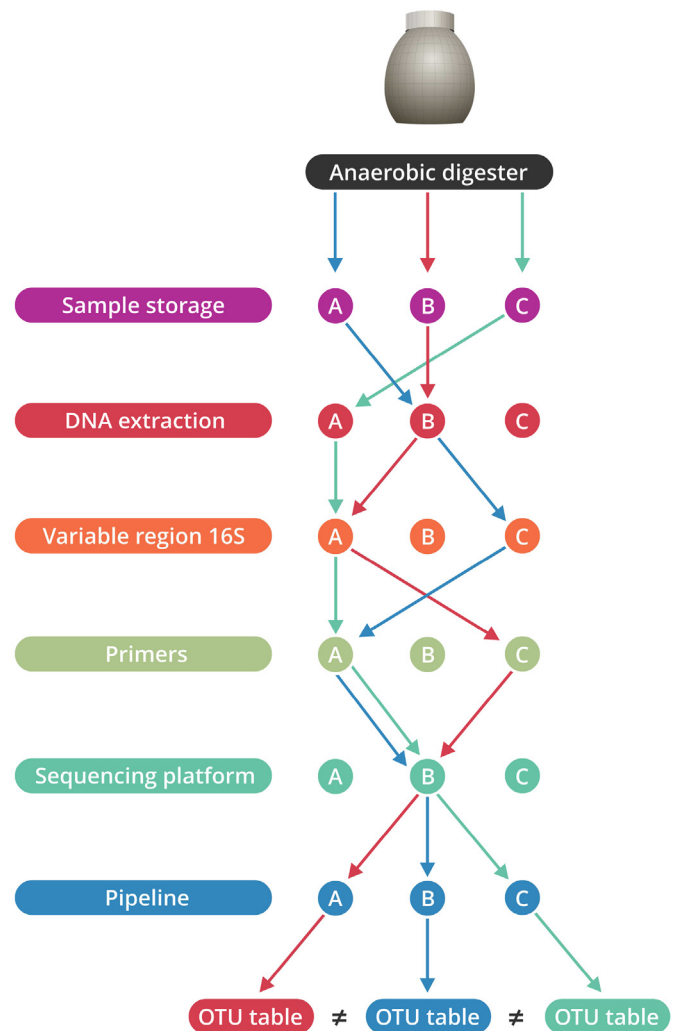 Anaerobic digester
Sample storage A B C
DNA extraction A B C
Variable region 16S A B C
Primers A B C
Sequencing platform A B C
Pipeline A B C
OTU table ≠ OTU table ≠ OTU table